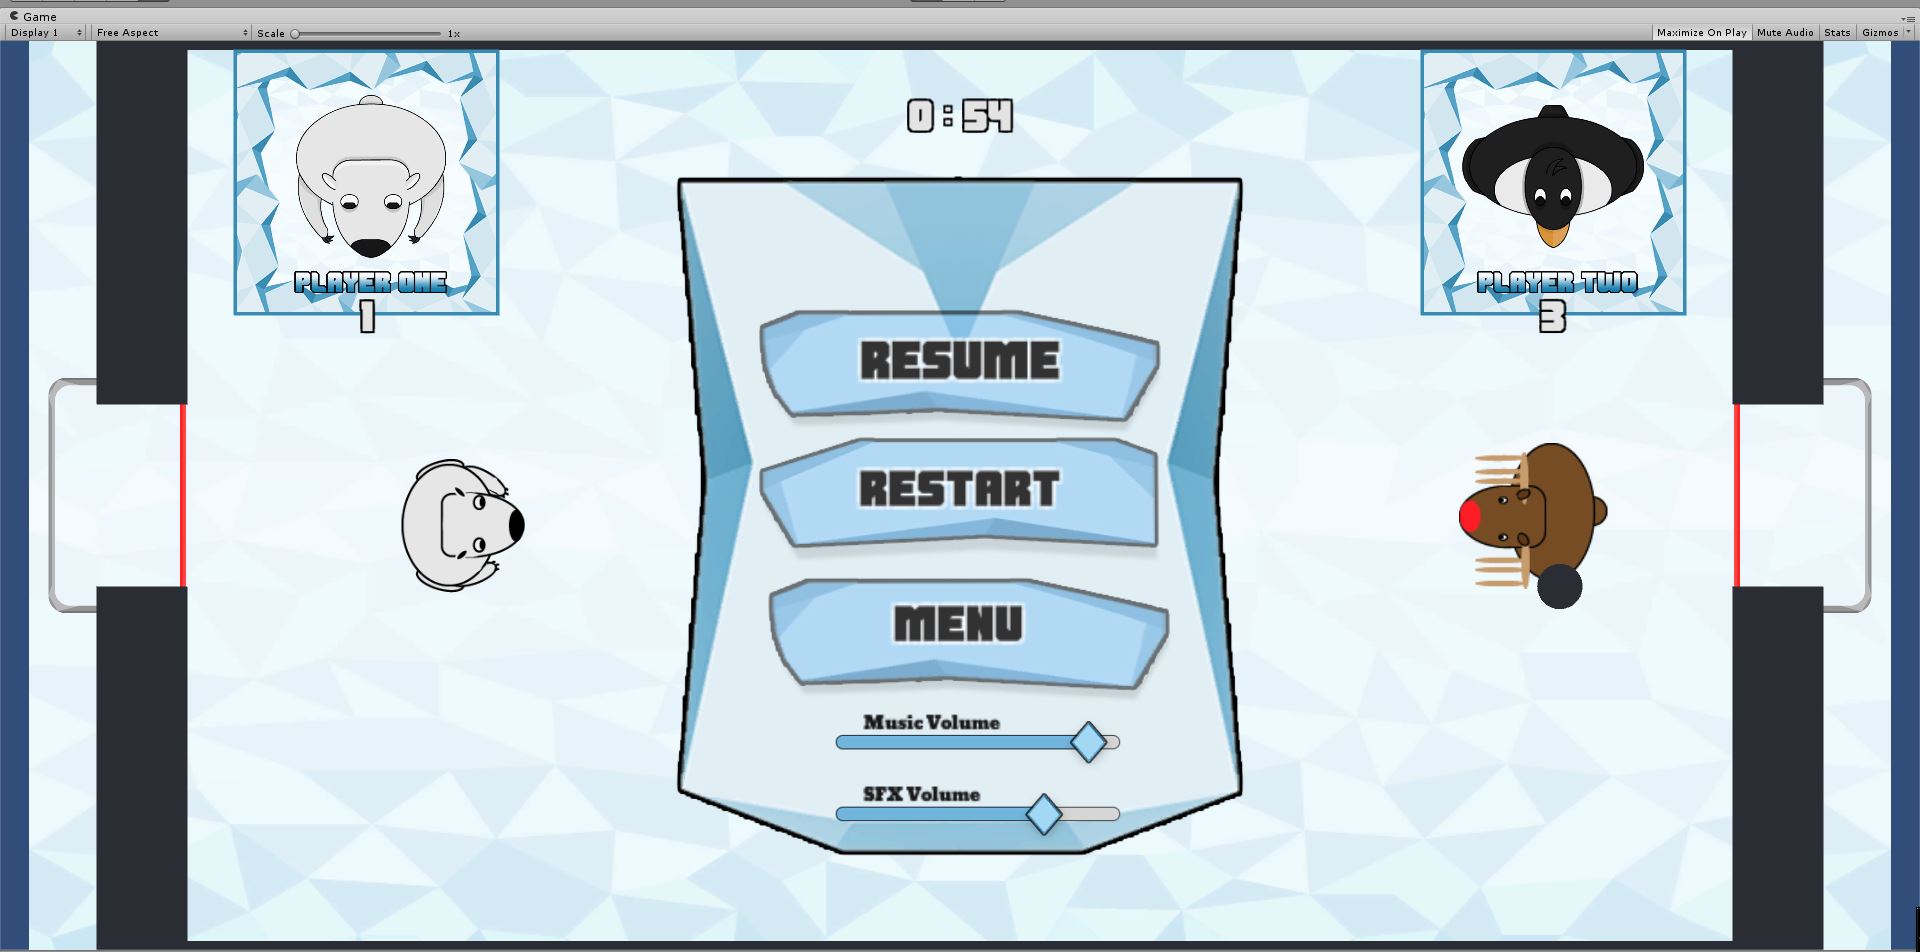 Game
Display 1
Free Aspect
Scale
1x
Maximize On Play
Mute Audio
Stats
Gizmos
0:54
PLAYER ONE
1
PLAYER TWO
3
RESUME
RESTART
MENU
Music Volume
SFX Volume